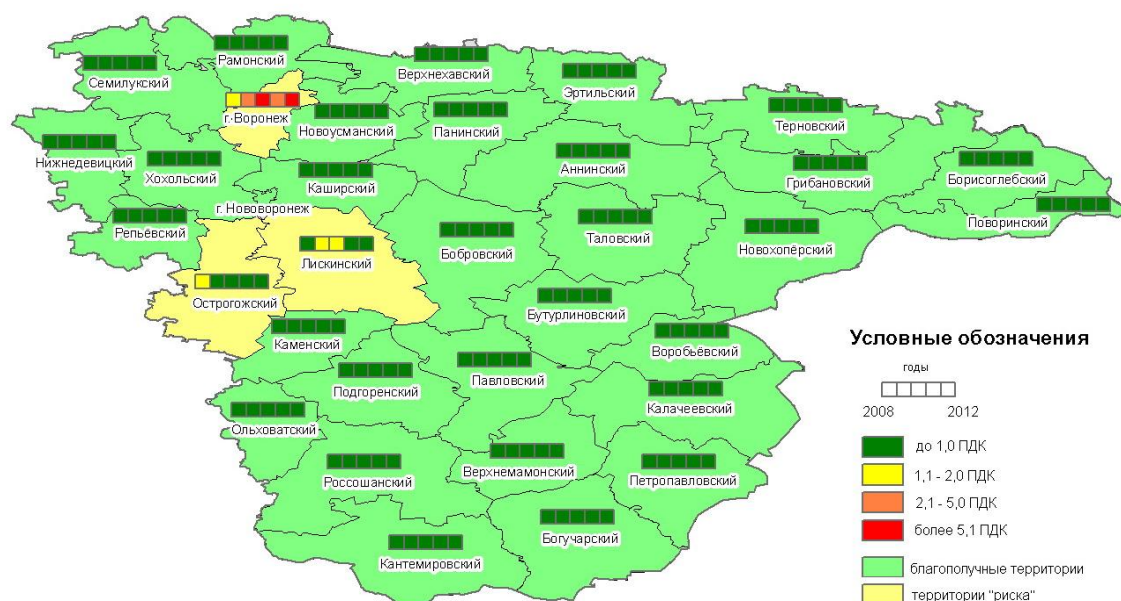 Рамонский
Семилукский
Верхнехавский
Эртильский
г.-Воронеж
Новоусманский
Панинский
Терновский
Нижнедевицкий
Хохольский
Каширский
Аннинский
Грибановский
Борисоглебский
г. Нововоронеж
Репьёвский
Поворинский
Лискинский
Бобровский
Таловский
Новохопёрский
Острогожский
Бутурлиновский
Каменский
Воробьёвский
Подгоренский
Павловский
Калачеевский
Ольховатский
Россошанский
Верхнемамонский
Петропавловский
Богучарский
Кантемировский
Условные обозначения
годы
2008 2012
до 1,0 ПДК
1,1 - 2,0 ПДК
2,1 - 5,0 ПДК
более 5,1 ПДК
благополучные территории
территории "риска"